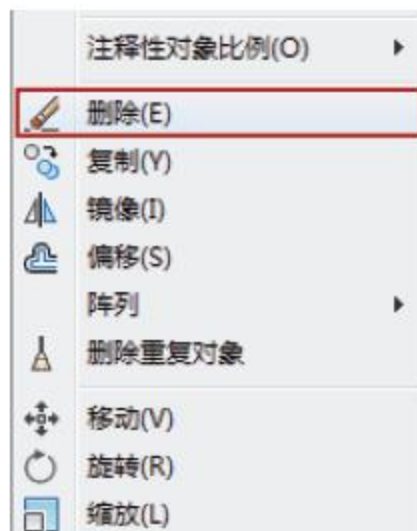 注释性对象比例(O)
删除(E)
复制(Y)
镜像(I)
偏移(S)
阵列
删除重复对象
移动(V)
旋转(R)
缩放(L)